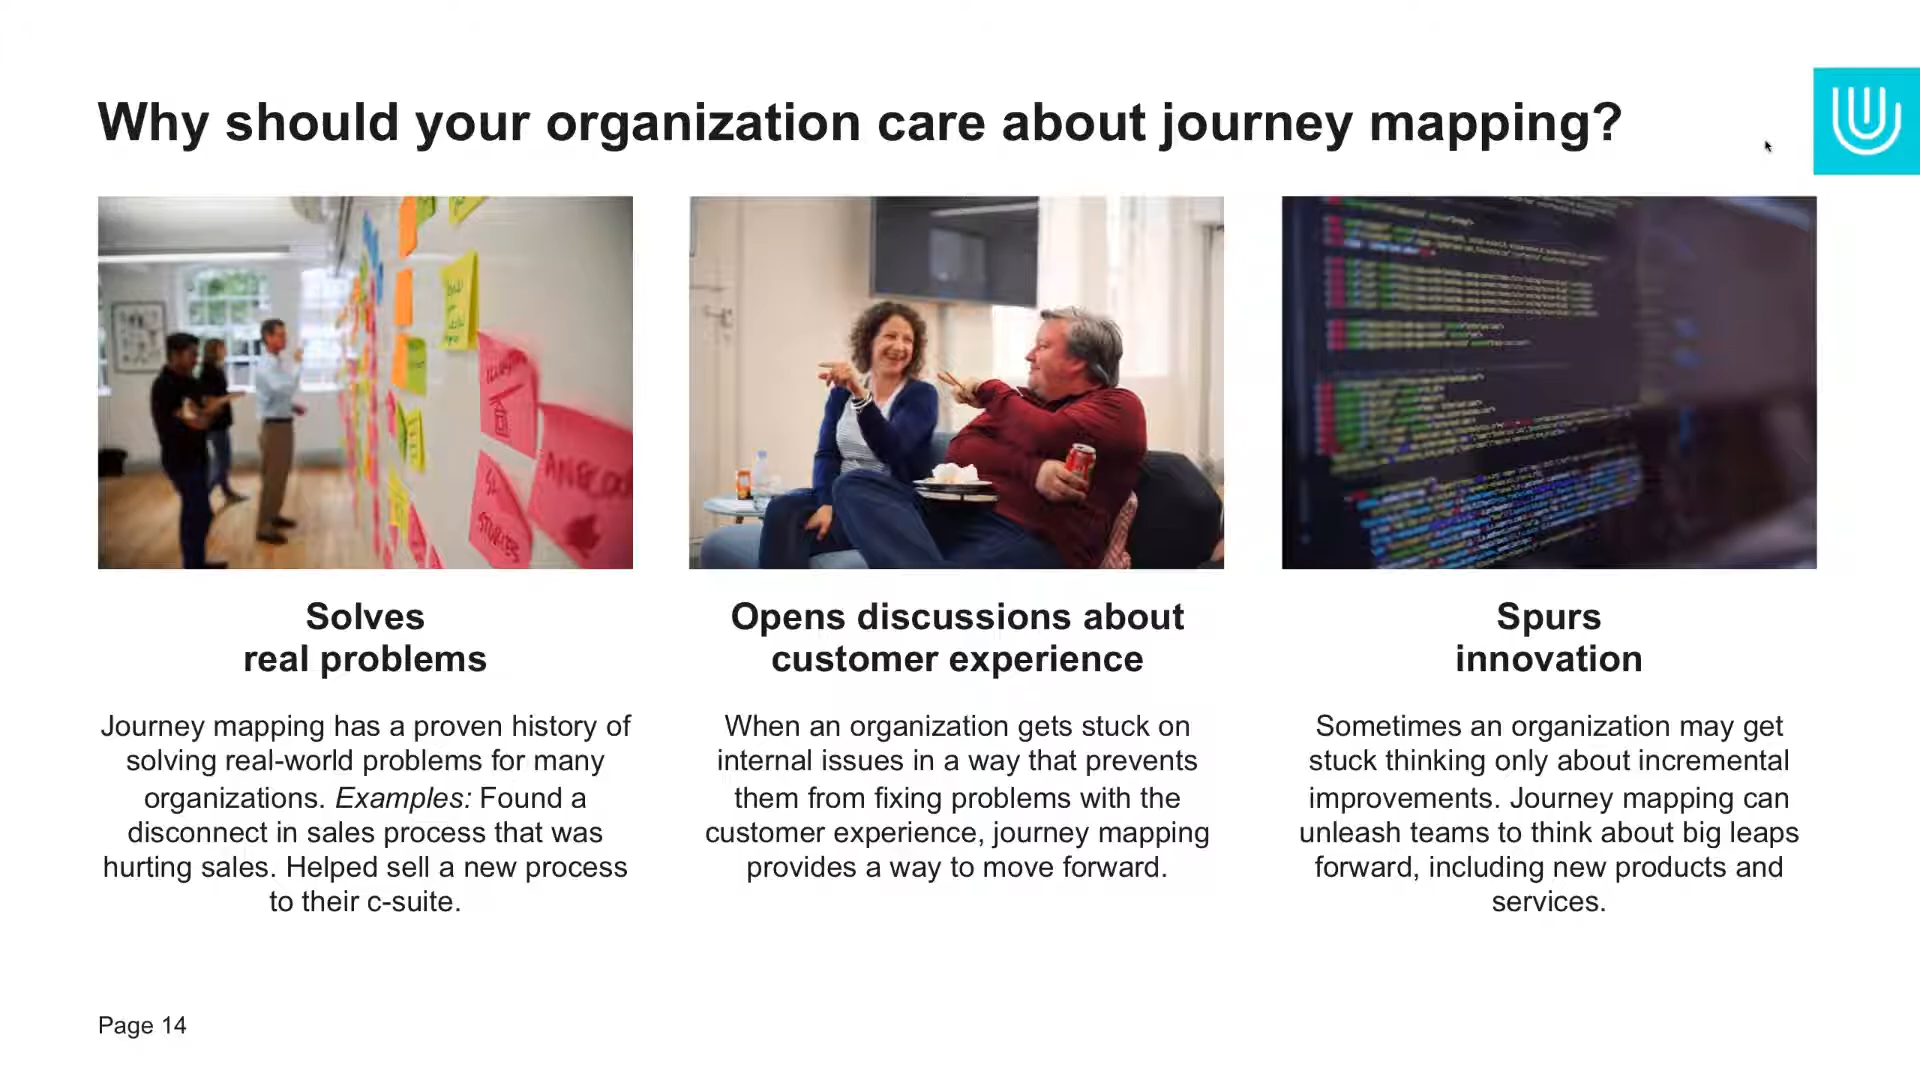 Why should your organization care about journey mapping?
Solves
real problems
Journey mapping has a proven history of
solving real-world problems for many
organizations. Examples: Found a
disconnect in sales process that was
hurting sales. Helped sell a new process
to their c-suite.
Opens discussions about
customer experience
When an organization gets stuck on
internal issues in a way that prevents
them from fixing problems with the
customer experience, journey mapping
provides a way to move forward.
Spurs
innovation
Sometimes an organization may get
stuck thinking only about incremental
improvements. Journey mapping can
unleash teams to think about big leaps
forward, including new products and
services.
Page 14